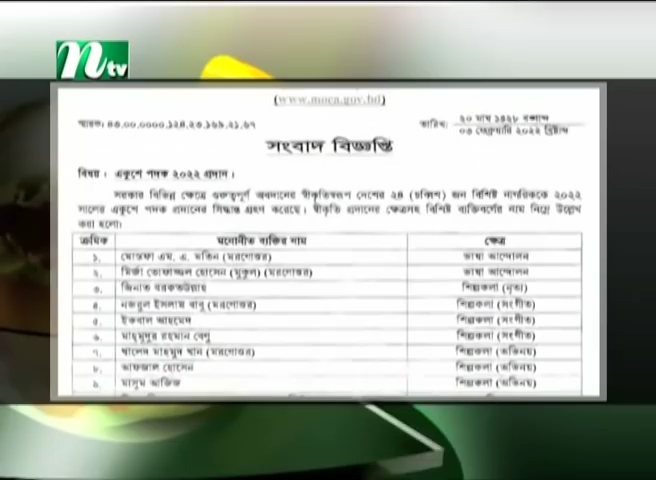 ntv
(www.moca.gov.bd)
স্মারক: ৪৩.০০.০০০০.১২৪.২৩.১৬৯.২১.৬৭
তারিখ: ২০ মাঘ ১৪২৮ বঙ্গাব্দ
০৩ ফেব্রুয়ারি ২০২২ খ্রিষ্টাব্দ
সংবাদ বিজ্ঞপ্তি
বিষয় : একুশে পদক ২০২২ প্রদান।
সরকার বিভিন্ন ক্ষেত্রে গুরুত্বপূর্ণ অবদানের স্বীকৃতিস্বরূপ দেশের ২৪ (চব্বিশ) জন বিশিষ্ট নাগরিককে ২০২২
সালের একুশে পদক প্রদানের সিদ্ধান্ত গ্রহণ করেছে। স্বীকৃতি প্রদানের ক্ষেত্রসহ বিশিষ্ট ব্যক্তিবর্গের নাম নিম্নে উল্লেখ
করা হলো:
ক্রমিক মনোনীত ব্যক্তির নাম ক্ষেত্র
১. মোস্তফা এম. এ. মতিন (মরণোত্তর) ভাষা আন্দোলন
২. মির্জা তোফাজ্জল হোসেন (মুকুল) (মরণোত্তর) ভাষা আন্দোলন
৩. জিনাত বরকতউল্লাহ শিল্পকলা (নৃত্য)
৪. নজরুল ইসলাম বাবু (মরণোত্তর) শিল্পকলা (সংগীত)
৫. ইকবাল আহমেদ শিল্পকলা (সংগীত)
৬. মাহমুদুর রহমান বেণু শিল্পকলা (সংগীত)
৭. খালেদ মাহমুদ খান (মরণোত্তর) শিল্পকলা (অভিনয়)
৮. আফজাল হোসেন শিল্পকলা (অভিনয়)
৯. মাসুম আজিজ শিল্পকলা (অভিনয়)